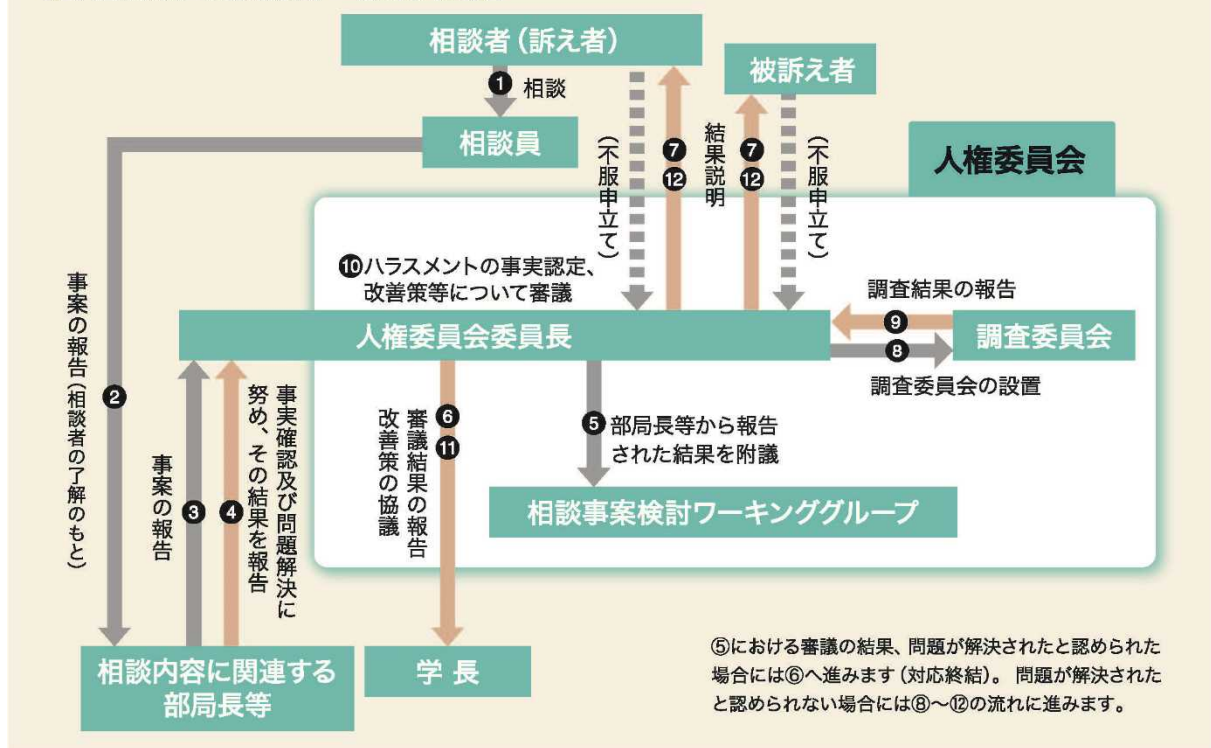 相談者（訴え者）
被訴え者
❶ 相談
相談員
（不服申立て）
❼
⓬
結果説明
❼
⓬
（不服申立て）
人権委員会
❿ハラスメントの事実認定、
改善策等について審議
調査結果の報告
❾
人権委員会委員長
調査委員会
❽
調査委員会の設置
事案の報告（相談者の了解のもと）
❷
事案の報告
❸
❹
事実確認及び問題解決に
努め、その結果を報告
❻
⓫
審議結果の報告
改善策の協議
❺部局長等から報告
された結果を附議
相談事案検討ワーキンググループ
相談内容に関連する
部局長等
学 長
⑤における審議の結果、問題が解決されたと認められた
場合には⑥へ進みます（対応終結）。 問題が解決された
と認められない場合には⑧〜⑫の流れに進みます。